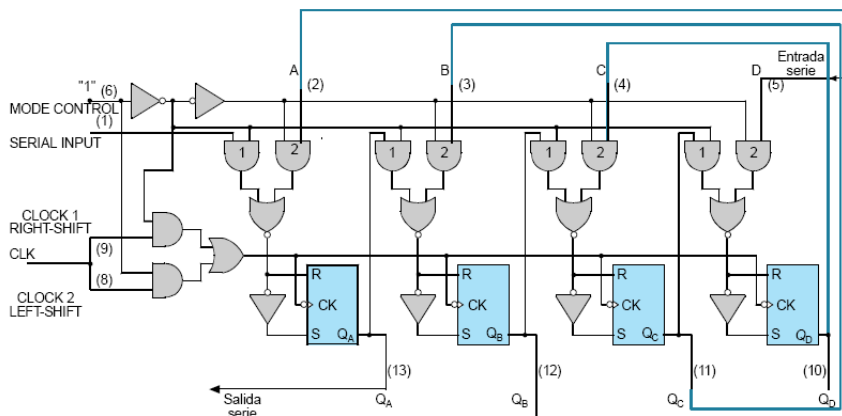 "1" (6)
MODE CONTROL
(1)
SERIAL INPUT
A
(2)
B
(3)
C
(4)
D
Entrada
serie
(5)
1
2
1
2
1
2
1
2
CLOCK 1
RIGHT-SHIFT
CLK
(9)
(8)
CLOCK 2
LEFT-SHIFT
R
CK
S QA
R
CK
S QB
R
CK
S QC
R
CK
S QD
(13)
(12)
(11)
(10)
Salida
serie
QA
QB
QC
QD